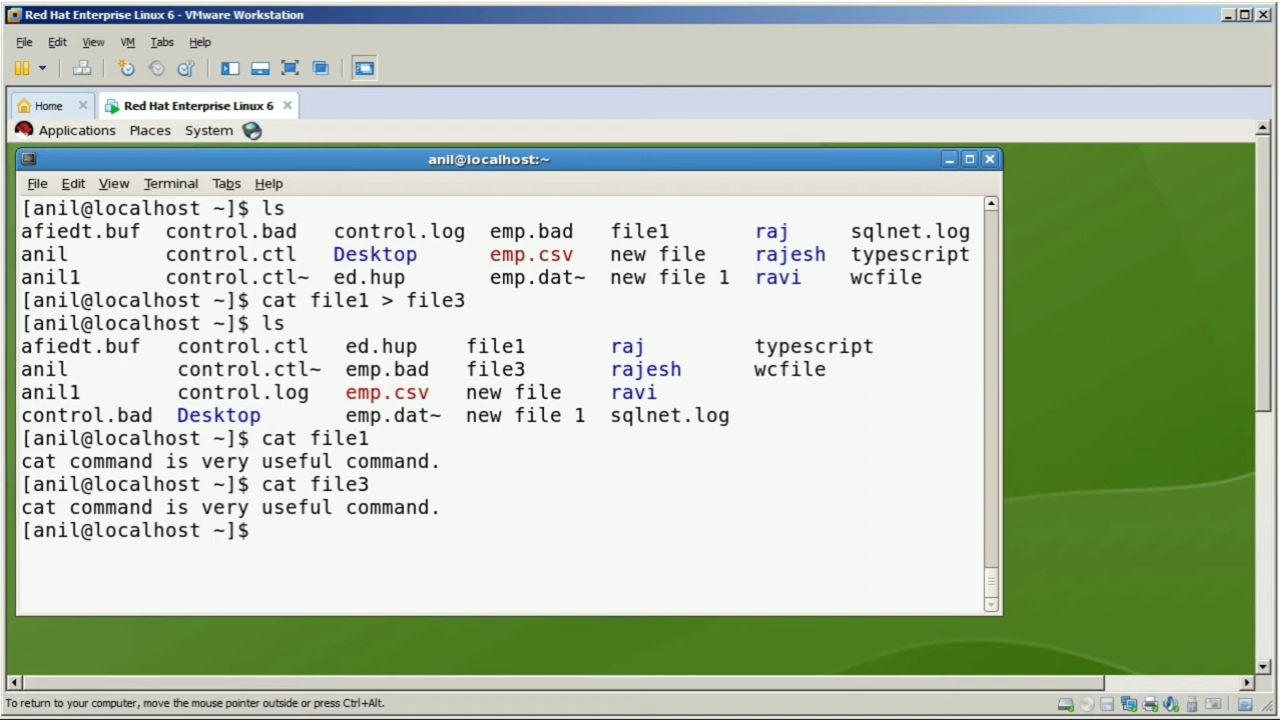 Red Hat Enterprise Linux 6 - VMware Workstation
File Edit View VM Tabs Help
Home Red Hat Enterprise Linux 6
Applications Places System
anil@localhost:~
File Edit View Terminal Tabs Help
[anil@localhost ~]$ ls
afiedt.buf control.bad control.log emp.bad file1 raj sqlnet.log
anil control.ctl Desktop emp.csv new file rajesh typescript
anil1 control.ctl~ ed.hup emp.dat~ new file 1 ravi wcfile
[anil@localhost ~]$ cat file1 > file3
[anil@localhost ~]$ ls
afiedt.buf control.ctl ed.hup file1 raj typescript
anil control.ctl~ emp.bad file3 rajesh wcfile
anil1 control.log emp.csv new file ravi
control.bad Desktop emp.dat~ new file 1 sqlnet.log
[anil@localhost ~]$ cat file1
cat command is very useful command.
[anil@localhost ~]$ cat file3
cat command is very useful command.
[anil@localhost ~]$
To return to your computer, move the mouse pointer outside or press Ctrl+Alt.